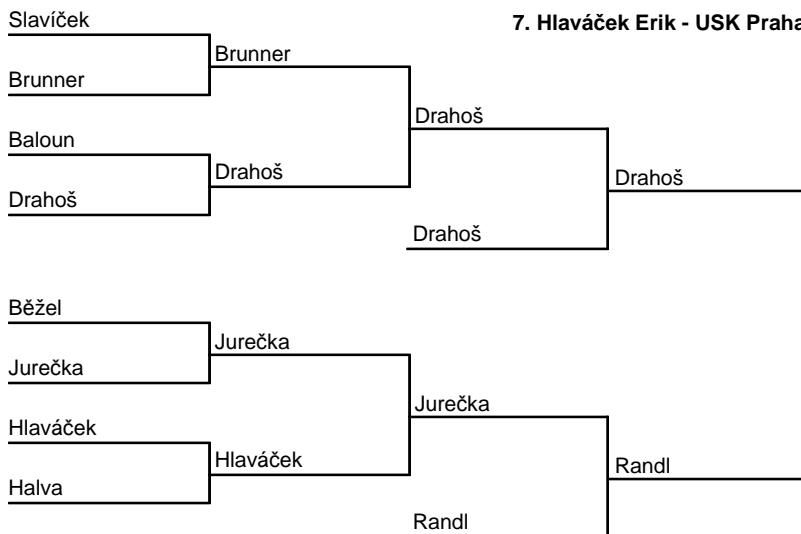 Slavíček
7. Hlaváček Erik - USK Praha
Brunner
Brunner
Drahoš
Baloun
Drahoš
Drahoš
Drahoš
Drahoš
Běžel
Jurečka
Jurečka
Jurečka
Hlaváček
Hlaváček
Randl
Halva
Randl